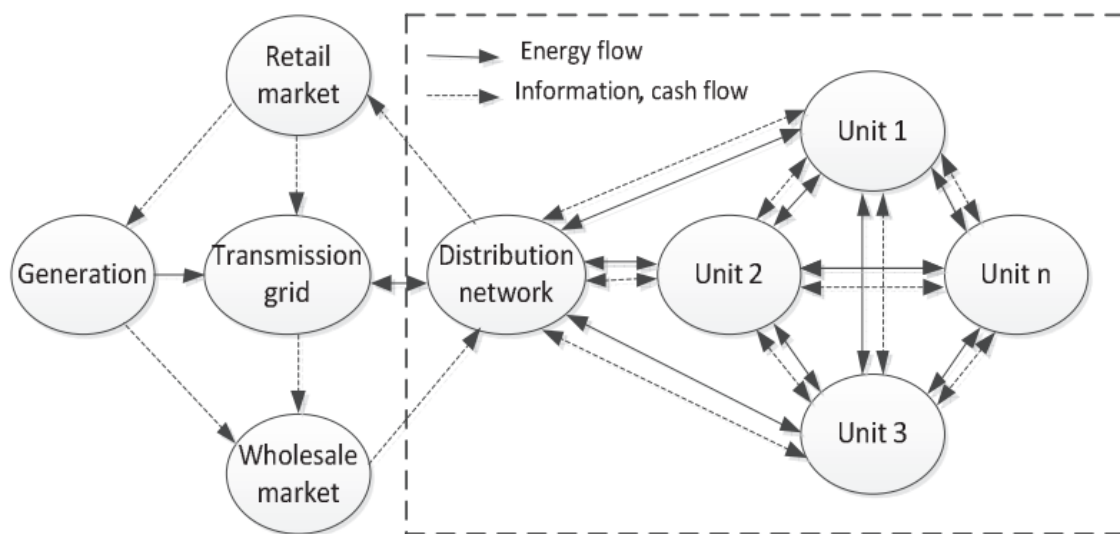 Retail
market
Energy flow
Information, cash flow
Unit 1
Generation
Transmission
grid
Distribution
network
Unit 2
Unit n
Unit 3
Wholesale
market